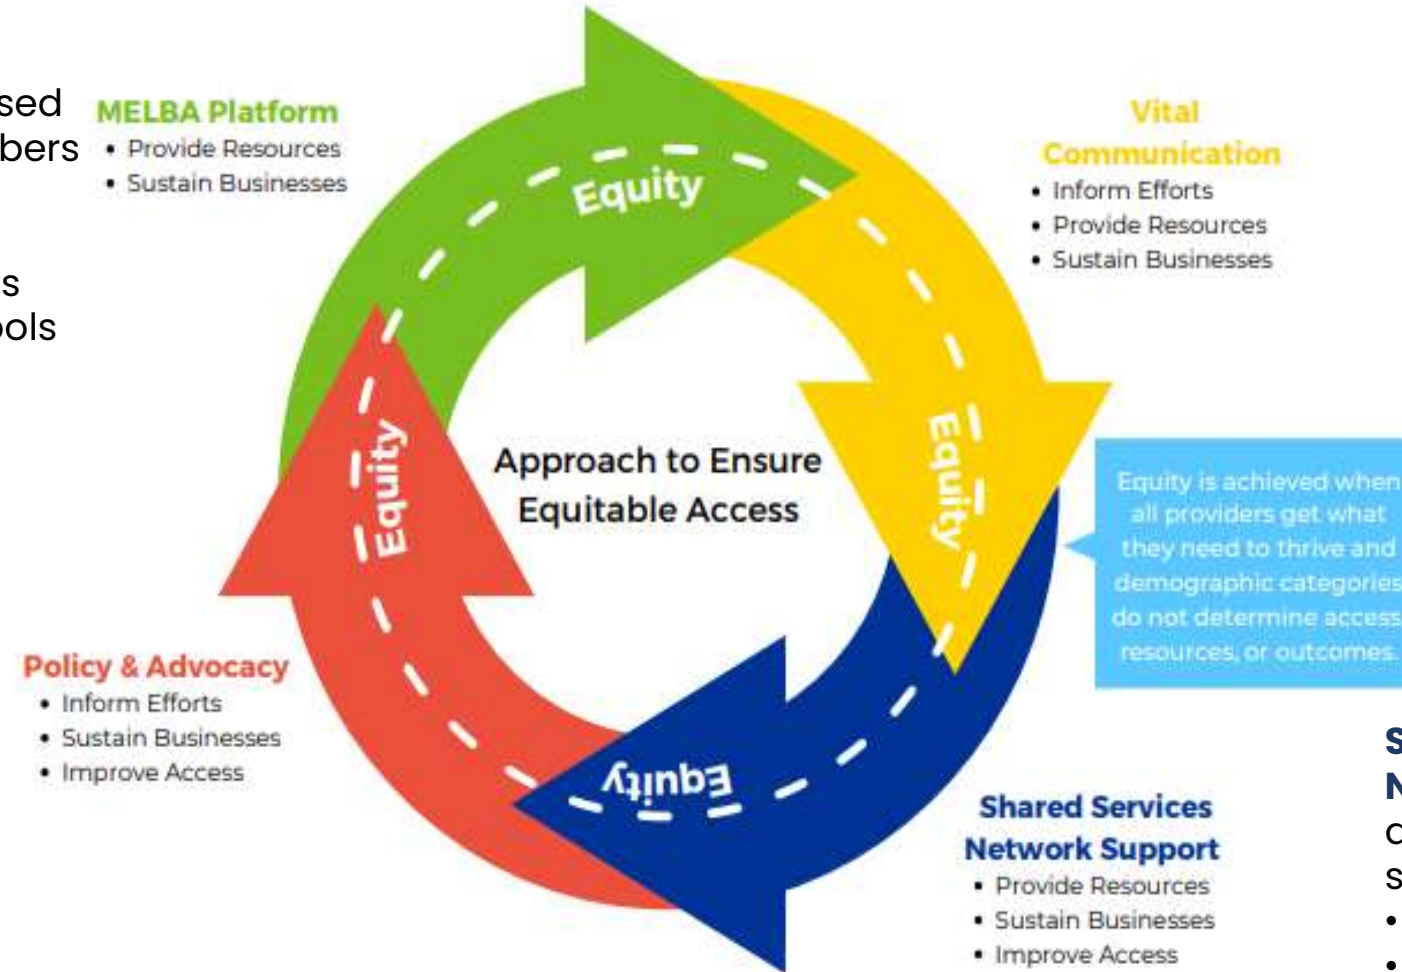 sed
bers
s
ools
MELBA Platform
• Provide Resources
• Sustain Businesses
Vital
Communication
• Inform Efforts
• Provide Resources
• Sustain Businesses
Equity
Equity
Equity
Equity
Approach to Ensure
Equitable Access
Equity is achieved when
all providers get what
they need to thrive and
demographic categories
do not determine access,
resources, or outcomes.
Policy & Advocacy
• Inform Efforts
• Sustain Businesses
• Improve Access
Shared Services
Network Support
• Provide Resources
• Sustain Businesses
• Improve Access
S
N
s
•
•